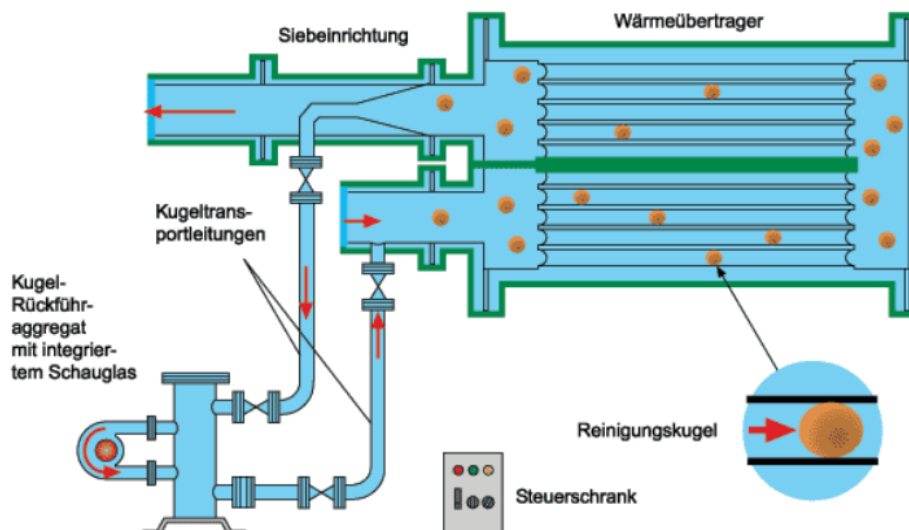 Siebeinrichtung
Wärmeübertrager
Kugeltrans-
portleitungen
Kugel-
Rückführ-
aggregat
mit integrier-
tem Schauglas
Reinigungskugel
Steuerschrank